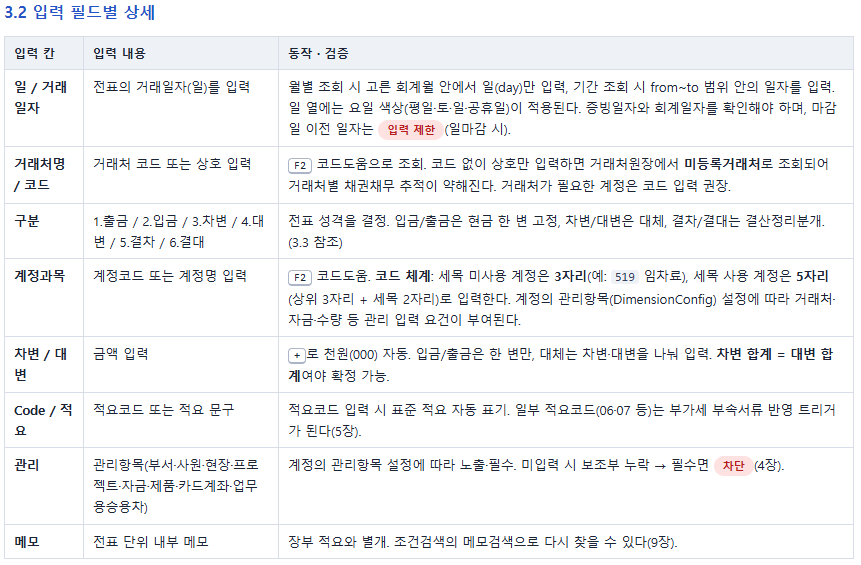 3.2 입력 필드별 상세
입력 칸 입력 내용 동작 · 검증
일 / 거래
일자
전표의 거래일자(일)를 입력
월별 조회 시 고른 회계월 안에서 일(day)만 입력, 기간 조회 시 from~to 범위 안의 일자를 입력.
일 열에는 요일 색상(평일·토·일·공휴일)이 적용된다. 증빙일자와 회계일자를 확인해야 하며, 마감
일 이전 일자는 입력 제한 (일마감 시).
거래처명
/ 코드
거래처 코드 또는 상호 입력
F2 코드도움으로 조회. 코드 없이 상호만 입력하면 거래처원장에서 미등록거래처로 조회되어
거래처별 채권채무 추적이 약해진다. 거래처가 필요한 계정은 코드 입력 권장.
구분
1.출금 / 2.입금 / 3.차변 / 4.대
변 / 5.결차 / 6.결대
전표 성격을 결정. 입금/출금은 현금 한 변 고정, 차변/대변은 대체, 결차/결대는 결산정리분개.
(3.3 참조)
계정과목
계정코드 또는 계정명 입력
F2 코드도움. 코드 체계: 세목 미사용 계정은 3자리(예: 519 임차료), 세목 사용 계정은 5자리
(상위 3자리 + 세목 2자리)로 입력한다. 계정의 관리항목(DimensionConfig) 설정에 따라 거래처·
자금·수량 등 관리 입력 요건이 부여된다.
차변 / 대
변
금액 입력
+ 로 천원(000) 자동. 입금/출금은 한 변만, 대체는 차변·대변을 나눠 입력. 차변 합계 = 대변 합
계여야 확정 가능.
Code / 적
요
적요코드 또는 적요 문구
적요코드 입력 시 표준 적요 자동 표기. 일부 적요코드(06·07 등)는 부가세 부속서류 반영 트리거
가 된다(5장).
관리
관리항목(부서·사원·현장·프로
젝트·자금·제품·카드계좌·업무
용승용차)
계정의 관리항목 설정에 따라 노출·필수. 미입력 시 보조부 누락 → 필수면 차단 (4장).
메모
전표 단위 내부 메모
장부 적요와 별개. 조건검색의 메모검색으로 다시 찾을 수 있다(9장).